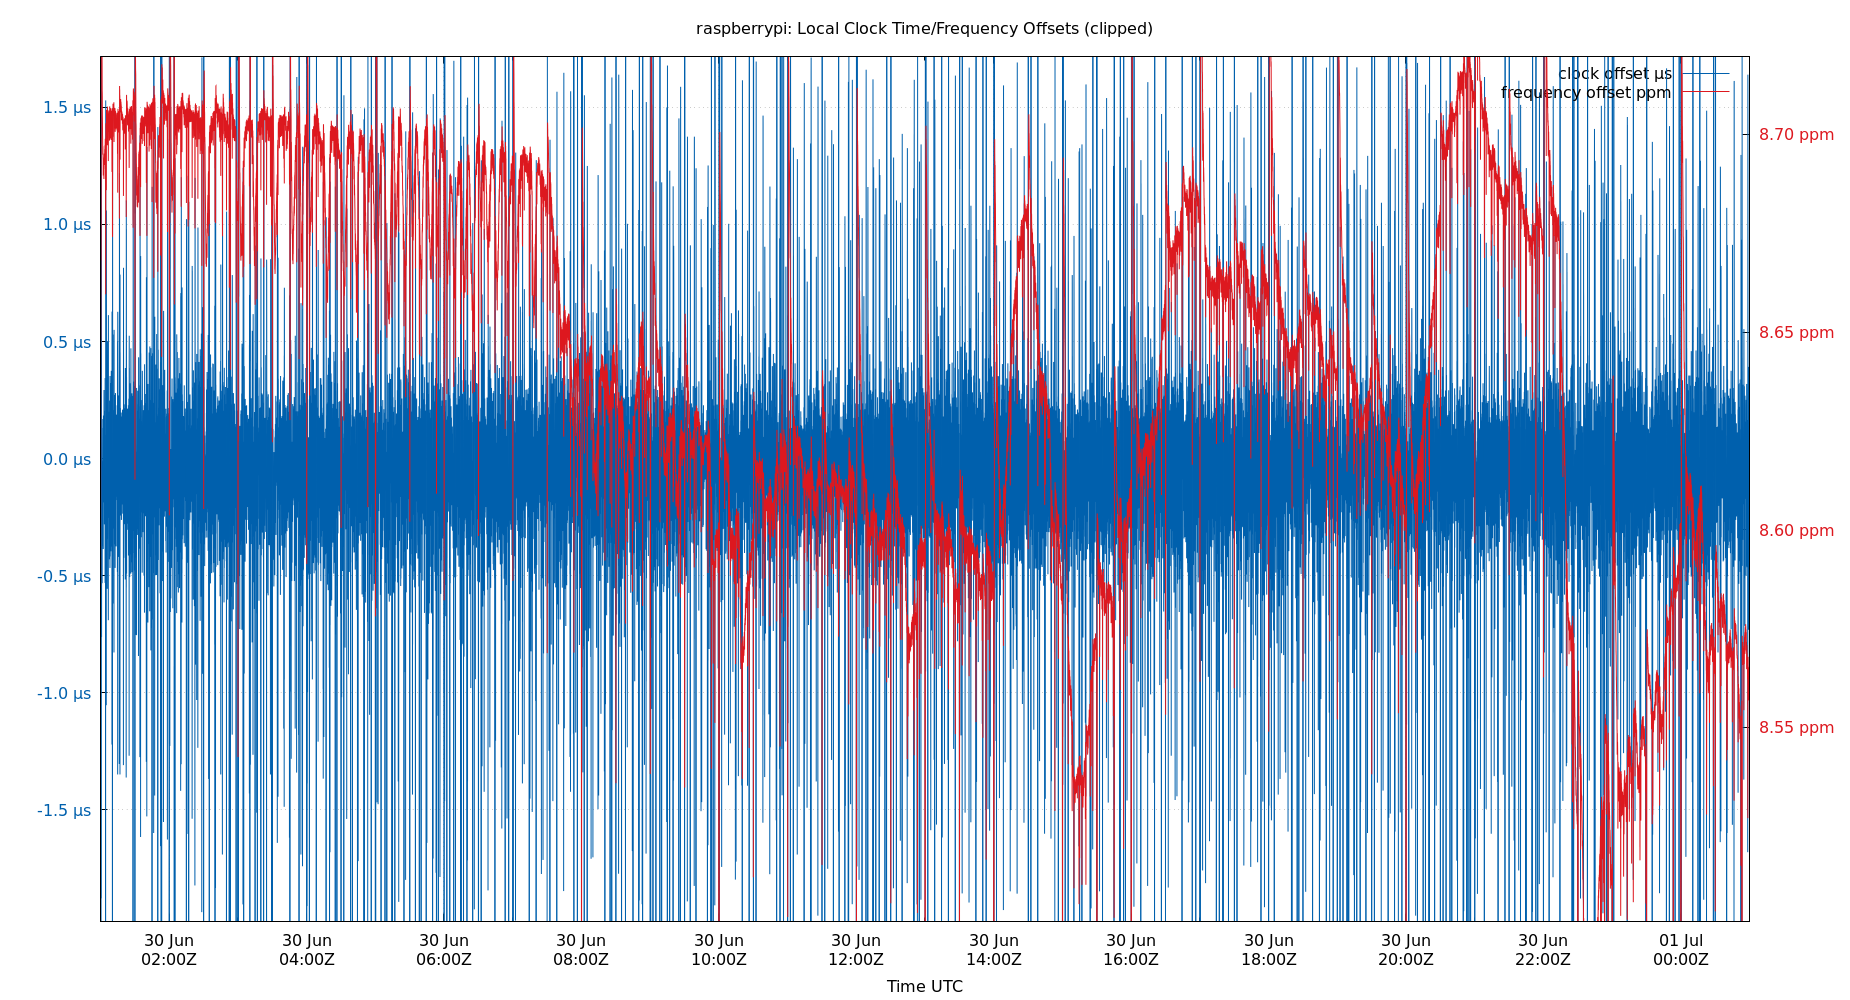 raspberrypi: Local Clock Time/Frequency Offsets (clipped)
clock offset µs
frequency offset ppm
1.5 µs
1.0 µs
0.5 µs
0.0 µs
-0.5 µs
-1.0 µs
-1.5 µs
8.70 ppm
8.65 ppm
8.60 ppm
8.55 ppm
30 Jun 30 Jun 30 Jun 30 Jun 30 Jun 30 Jun 30 Jun 30 Jun 30 Jun 30 Jun 30 Jun 01 Jul
02:00Z 04:00Z 06:00Z 08:00Z 10:00Z 12:00Z 14:00Z 16:00Z 18:00Z 20:00Z 22:00Z 00:00Z
Time UTC